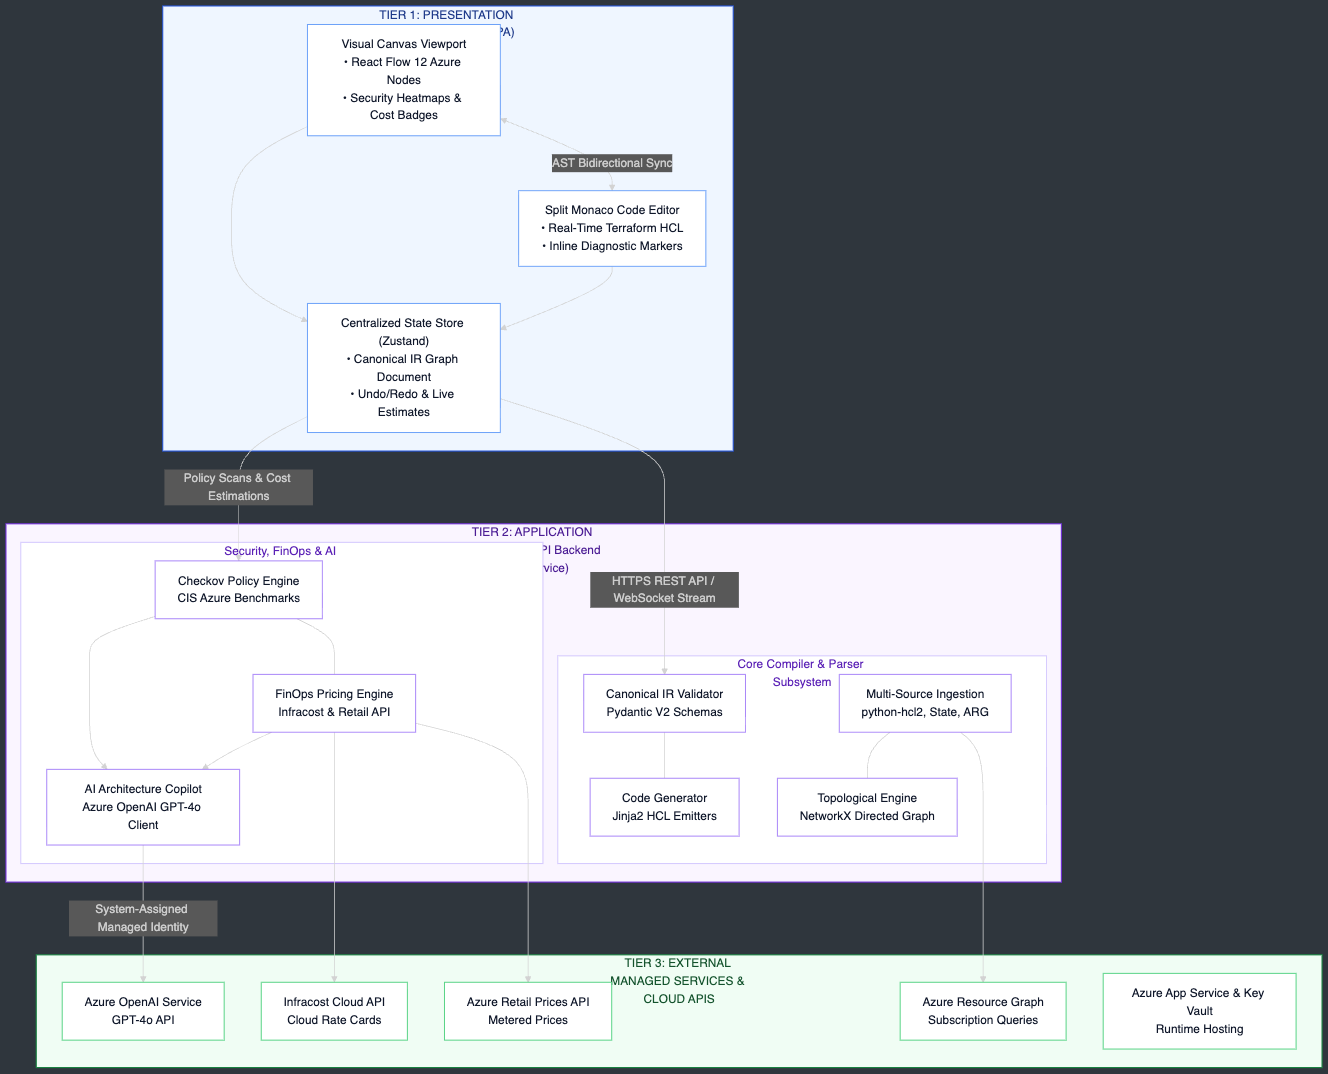 TIER 1: PRESENTATION
PA)
Visual Canvas Viewport
• React Flow 12 Azure
Nodes
• Security Heatmaps &
Cost Badges
AST Bidirectional Sync
Split Monaco Code Editor
• Real-Time Terraform HCL
• Inline Diagnostic Markers
Centralized State Store
(Zustand)
• Canonical IR Graph
Document
• Undo/Redo & Live
Estimates
Policy Scans & Cost
Estimations
TIER 2: APPLICATION
PI Backend
vice)
Security, FinOps & AI
Checkov Policy Engine
CIS Azure Benchmarks
HTTPS REST API /
WebSocket Stream
FinOps Pricing Engine
Infracost & Retail API
AI Architecture Copilot
Azure OpenAI GPT-4o
Client
Core Compiler & Parser
Subsystem
Canonical IR Validator
Pydantic V2 Schemas
Multi-Source Ingestion
python-hcl2, State, ARG
Code Generator
Jinja2 HCL Emitters
Topological Engine
NetworkX Directed Graph
System-Assigned
Managed Identity
TIER 3: EXTERNAL
MANAGED SERVICES &
CLOUD APIS
Azure OpenAI Service
GPT-4o API
Infracost Cloud API
Cloud Rate Cards
Azure Retail Prices API
Metered Prices
Azure Resource Graph
Subscription Queries
Azure App Service & Key
Vault
Runtime Hosting